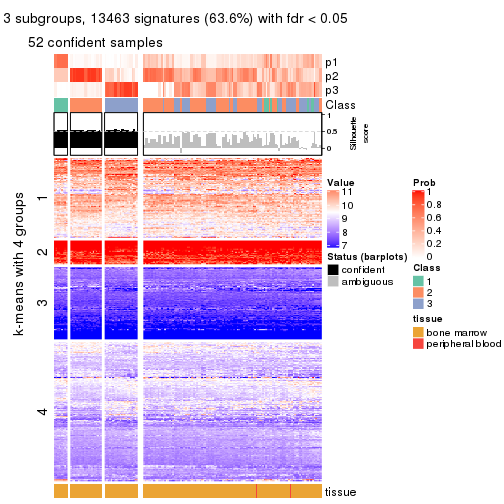 3 subgroups, 13463 signatures (63.6%) with fdr < 0.05
52 confident samples
p1
p2
p3
Class
1
0.5
0
Silhouette
score
k-means with 4 groups
1
2
3
4
Value
11
10
9
8
7
Status (barplots)
confident
ambiguous
Prob
1
0.8
0.6
0.4
0.2
0
Class
1
2
3
tissue
bone marrow
peripheral blood
tissue